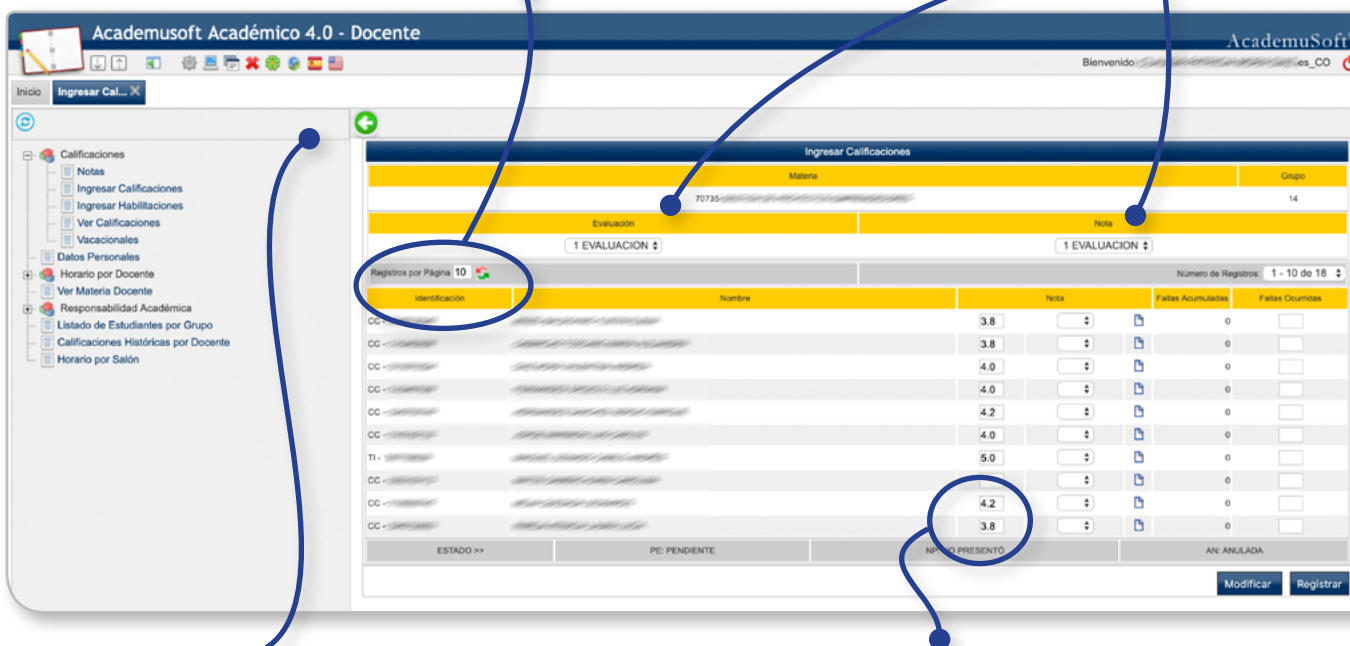 Academusoft Académico 4.0 - Docente
AcademuSoft
Bienvenido es_CO
Inicio Ingresar Cal... X
Calificaciones
Notas
Ingresar Calificaciones
Ingresar Habilitaciones
Ver Calificaciones
Vacacionales
Datos Personales
Horario por Docente
Ver Materia Docente
Responsabilidad Académica
Listado de Estudiantes por Grupo
Calificaciones Históricas por Docente
Horario por Salón
Ingresar Calificaciones
Materia Grupo
70735- 14
Evaluación Nota
1 EVALUACION 1 EVALUACION
Registros por Página 10 Número de Registros: 1 - 10 de 18
Identificación Nombre Nota Fallas Acumuladas Fallas Ocurridas
CC - 3.8 0
CC - 3.8 0
CC - 4.0 0
CC - 4.0 0
CC - 4.2 0
CC - 4.0 0
TI - 5.0 0
CC - 0
CC - 4.2 0
CC - 3.8 0
ESTADO >> PE: PENDIENTE NP: NO PRESENTÓ AN: ANULADA
Modificar Registrar